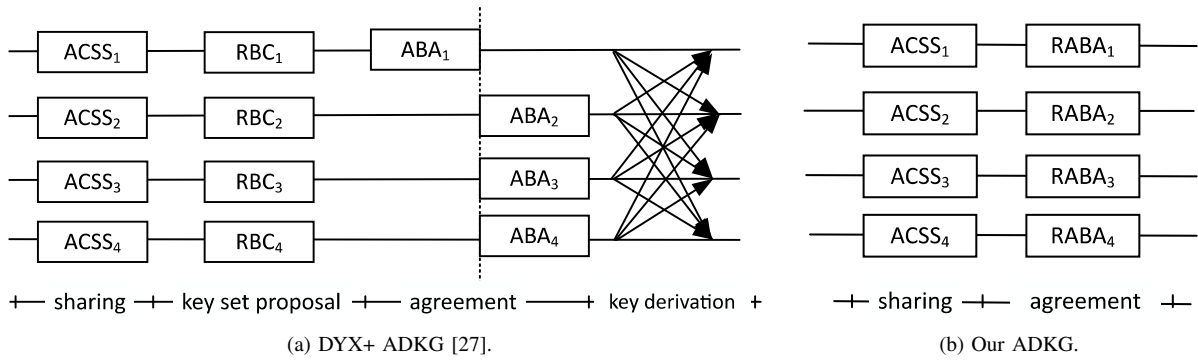 ACSS₁ RBC₁ ABA₁ ACSS₁ RABA₁
ACSS₂ RBC₂ ABA₂ ACSS₂ RABA₂
ACSS₃ RBC₃ ABA₃ ACSS₃ RABA₃
ACSS₄ RBC₄ ABA₄ ACSS₄ RABA₄
sharing key set proposal agreement key derivation sharing agreement
(a) DYX+ ADKG [27]. (b) Our ADKG.